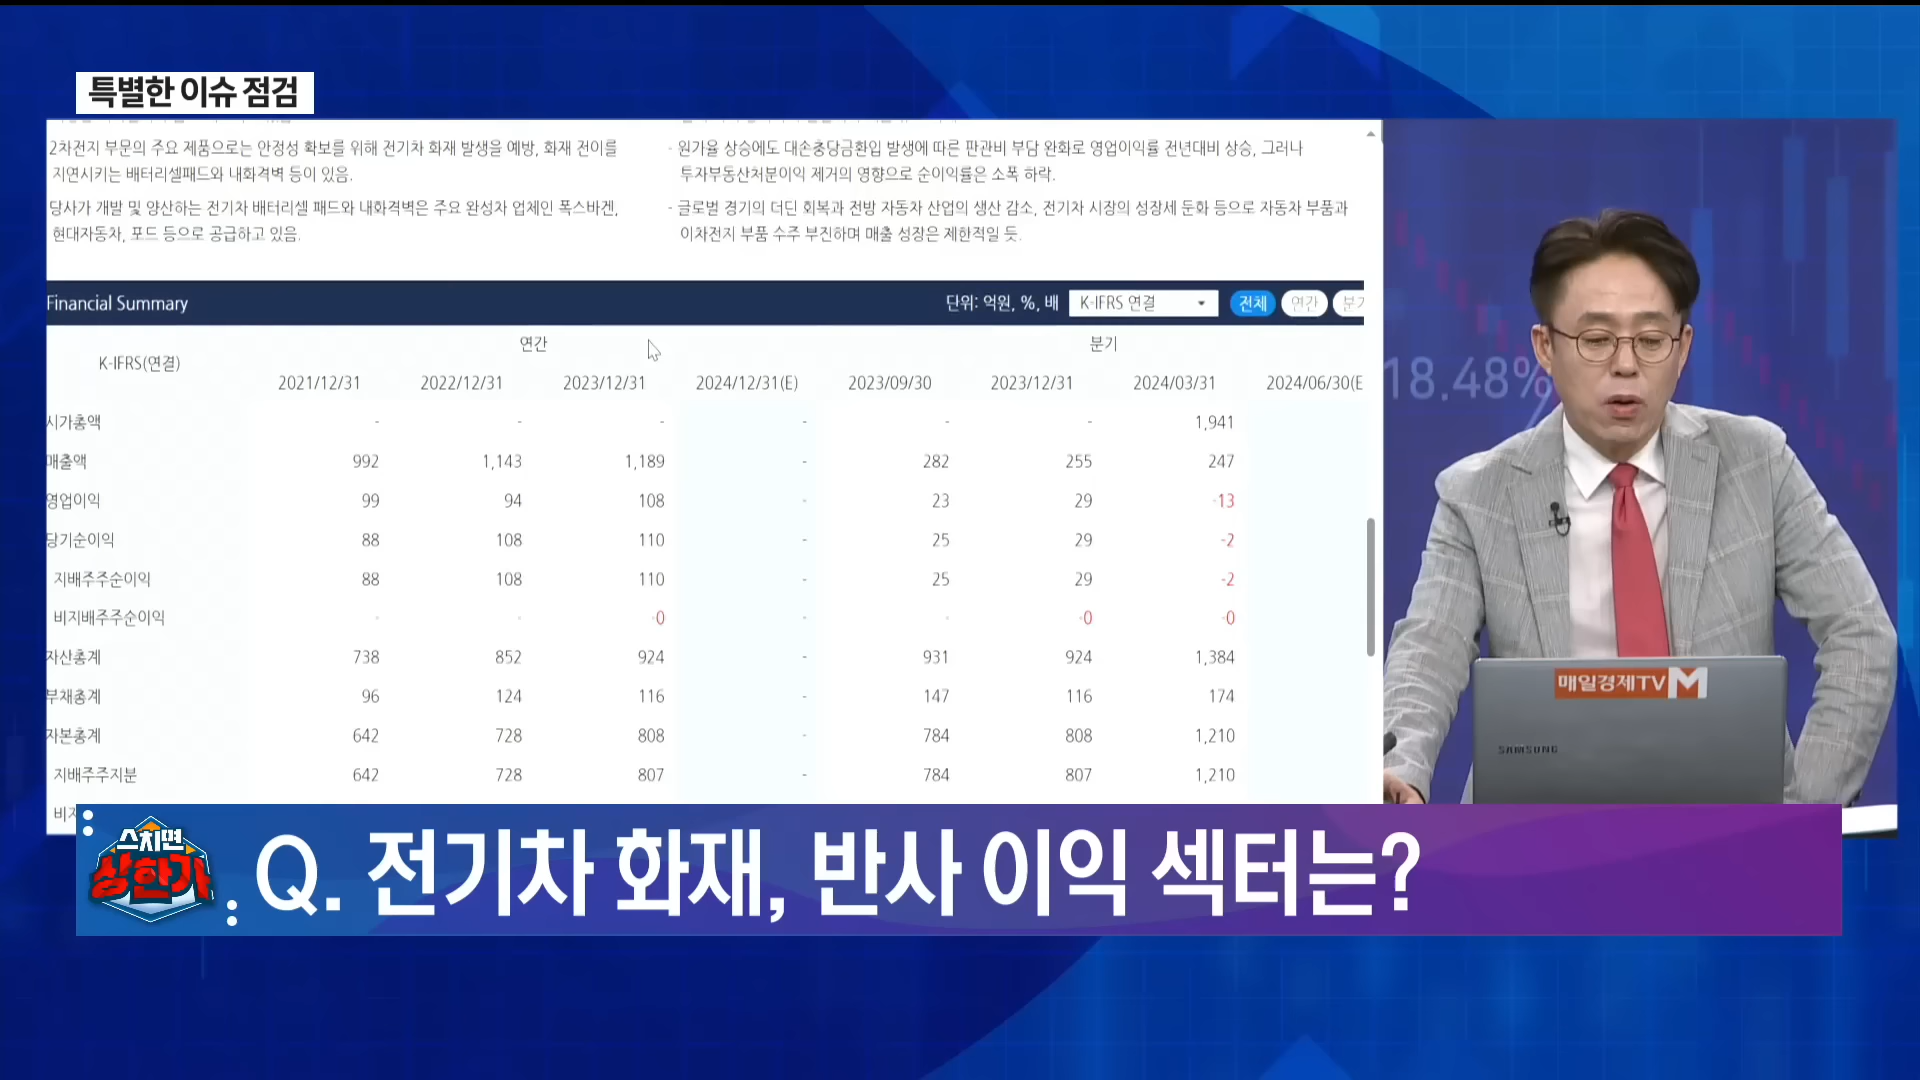 특별한 이슈 점검
2차전지 부문의 주요 제품으로는 안정성 확보를 위해 전기차 화재 발생을 예방, 화재 전이를
지연시키는 배터리셀패드와 내화격벽 등이 있음.
당사가 개발 및 양산하는 전기차 배터리셀 패드와 내화격벽은 주요 완성차 업체인 폭스바겐,
현대자동차, 포드 등으로 공급하고 있음.
- 원가율 상승에도 대손충당금환입 발생에 따른 판관비 부담 완화로 영업이익률 전년대비 상승, 그러나
투자부동산처분이익 제거의 영향으로 순이익률은 소폭 하락.
- 글로벌 경기의 더딘 회복과 전방 자동차 산업의 생산 감소, 전기차 시장의 성장세 둔화 등으로 자동차 부품과
이차전지 부품 수주 부진하며 매출 성장은 제한적일 듯.
Financial Summary 단위: 억원, %, 배 K-IFRS 연결 전체 연간 분기
K-IFRS(연결) 연간 분기
2021/12/31 2022/12/31 2023/12/31 2024/12/31(E) 2023/09/30 2023/12/31 2024/03/31 2024/06/30(E
시가총액 - - - - - - 1,941
매출액 992 1,143 1,189 - 282 255 247
영업이익 99 94 108 - 23 29 -13
당기순이익 88 108 110 - 25 29 -2
지배주주순이익 88 108 110 - 25 29 -2
비지배주주순이익 - - -0 - - -0 -0
자산총계 738 852 924 - 931 924 1,384
부채총계 96 124 116 - 147 116 174
자본총계 642 728 808 - 784 808 1,210
지배주주지분 642 728 807 - 784 807 1,210
18.48%
매일경제TV M
SAMSUNG
스치면
상한가
Q. 전기차 화재, 반사 이익 섹터는?